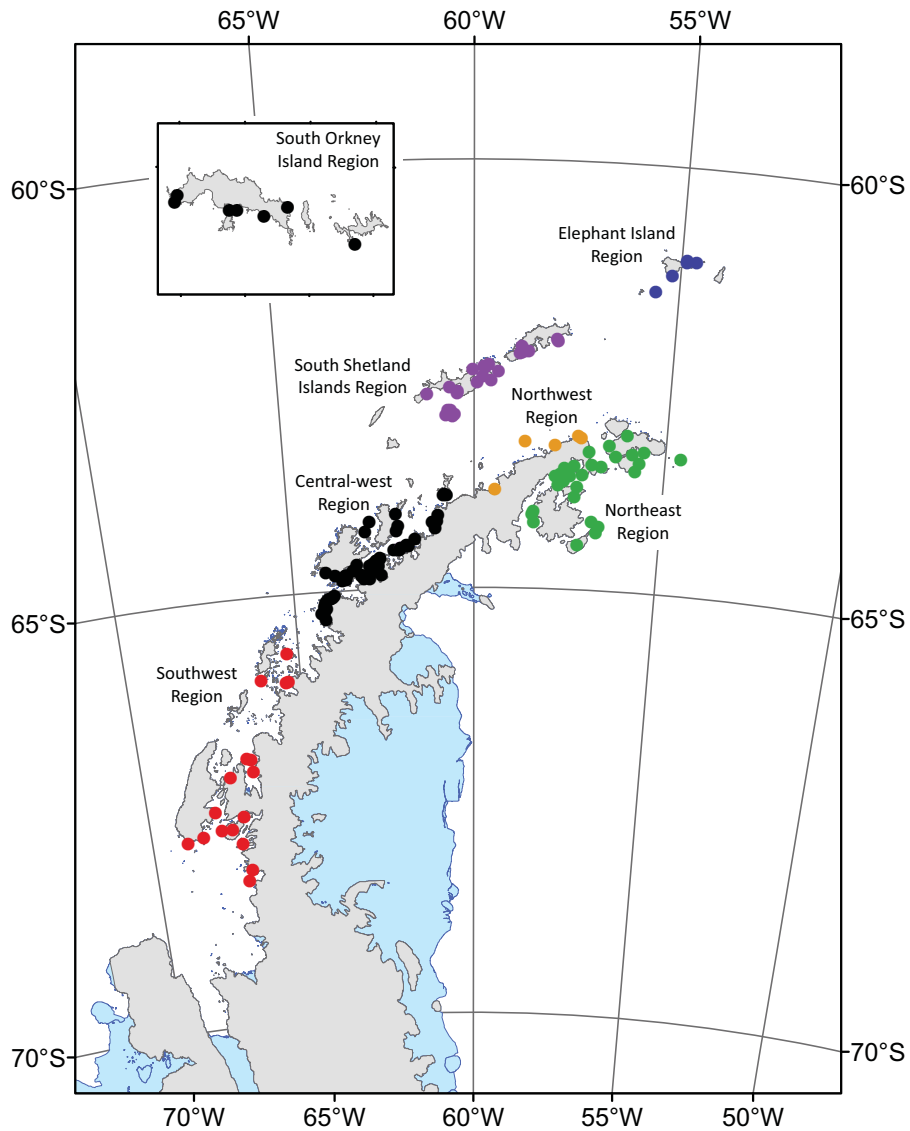 65°W 60°W 55°W
South Orkney
Island Region
60°S 60°S
Elephant Island
Region
South Shetland
Islands Region
Northwest
Region
Central-west
Region
Northeast
Region
65°S 65°S
Southwest
Region
70°S 70°S
70°W 65°W 60°W 55°W 50°W